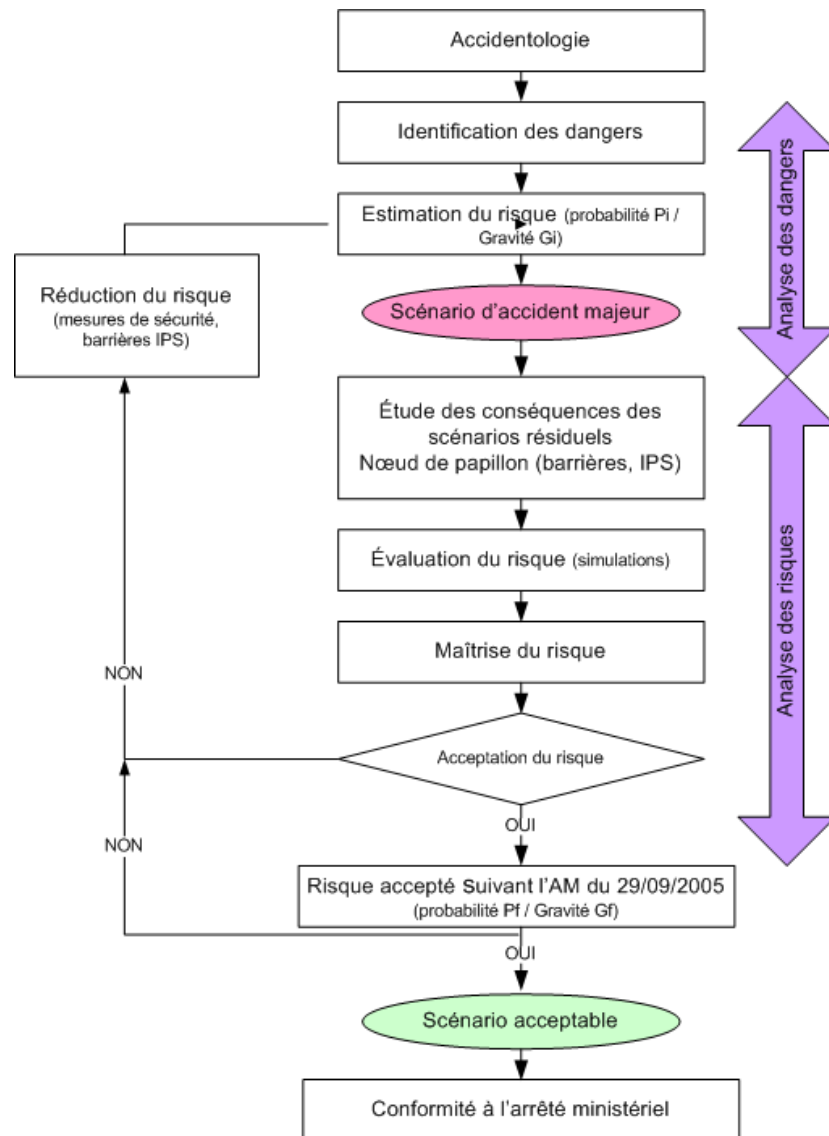 Accidentologie
Identification des dangers
Estimation du risque (probabilité Pi /
Gravité Gi)
Réduction du risque
(mesures de sécurité,
barrières IPS)
Scénario d'accident majeur
Analyse des dangers
Étude des conséquences des
scénarios résiduels
Nœud de papillon (barrières, IPS)
Évaluation du risque (simulations)
Maîtrise du risque
NON
Acceptation du risque
Analyse des risques
OUI
NON
Risque accepté suivant l'AM du 29/09/2005
(probabilité Pf / Gravité Gf)
OUI
Scénario acceptable
Conformité à l'arrêté ministériel